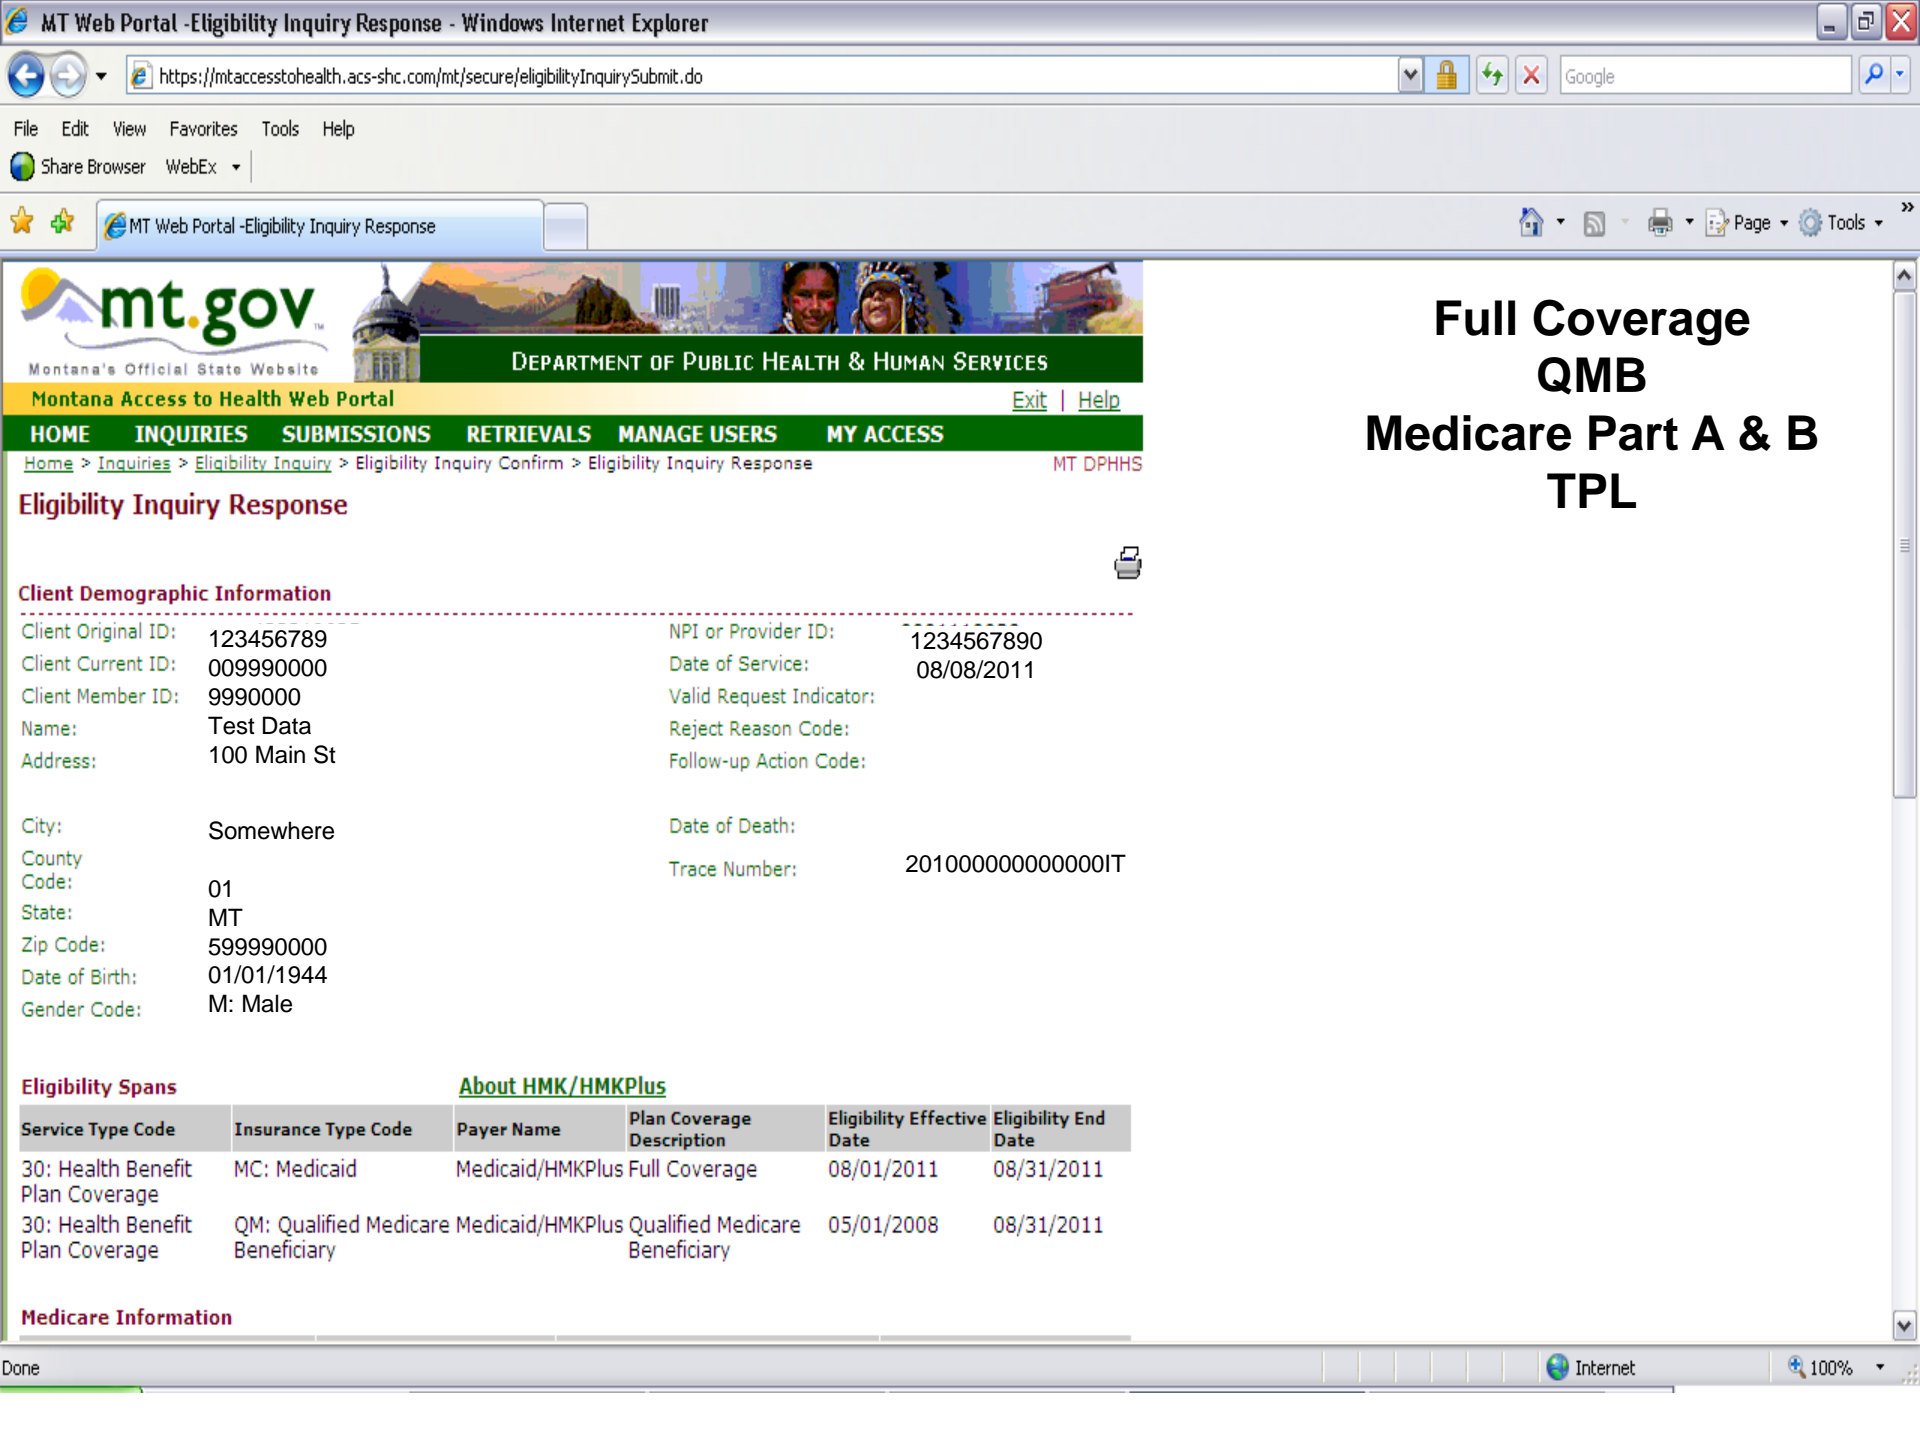 MT Web Portal -Eligibility Inquiry Response - Windows Internet Explorer
https://mtaccesstohealth.acs-shc.com/mt/secure/eligibilityInquirySubmit.do
Google
File Edit View Favorites Tools Help
Share Browser WebEx
MT Web Portal -Eligibility Inquiry Response
Page Tools »
mt.gov™
Montana's Official State Website
DEPARTMENT OF PUBLIC HEALTH & HUMAN SERVICES
Montana Access to Health Web Portal
Exit | Help
HOME INQUIRIES SUBMISSIONS RETRIEVALS MANAGE USERS MY ACCESS
Home > Inquiries > Eligibility Inquiry > Eligibility Inquiry Confirm > Eligibility Inquiry Response MT DPHHS
Full Coverage
QMB
Medicare Part A & B
TPL
Eligibility Inquiry Response
Client Demographic Information
Client Original ID: 123456789 NPI or Provider ID: 1234567890
Client Current ID: 009990000 Date of Service: 08/08/2011
Client Member ID: 9990000 Valid Request Indicator:
Name: Test Data Reject Reason Code:
Address: 100 Main St Follow-up Action Code:
City: Somewhere Date of Death:
County
Code: 01 Trace Number: 201000000000000IT
State: MT
Zip Code: 599990000
Date of Birth: 01/01/1944
Gender Code: M: Male
Eligibility Spans About HMK/HMKPlus
Service Type Code Insurance Type Code Payer Name Plan Coverage Description Eligibility Effective Date Eligibility End Date
30: Health Benefit MC: Medicaid Medicaid/HMKPlus Full Coverage 08/01/2011 08/31/2011
Plan Coverage
30: Health Benefit QM: Qualified Medicare Medicaid/HMKPlus Qualified Medicare 05/01/2008 08/31/2011
Plan Coverage Beneficiary Beneficiary
Medicare Information
Done Internet 100%